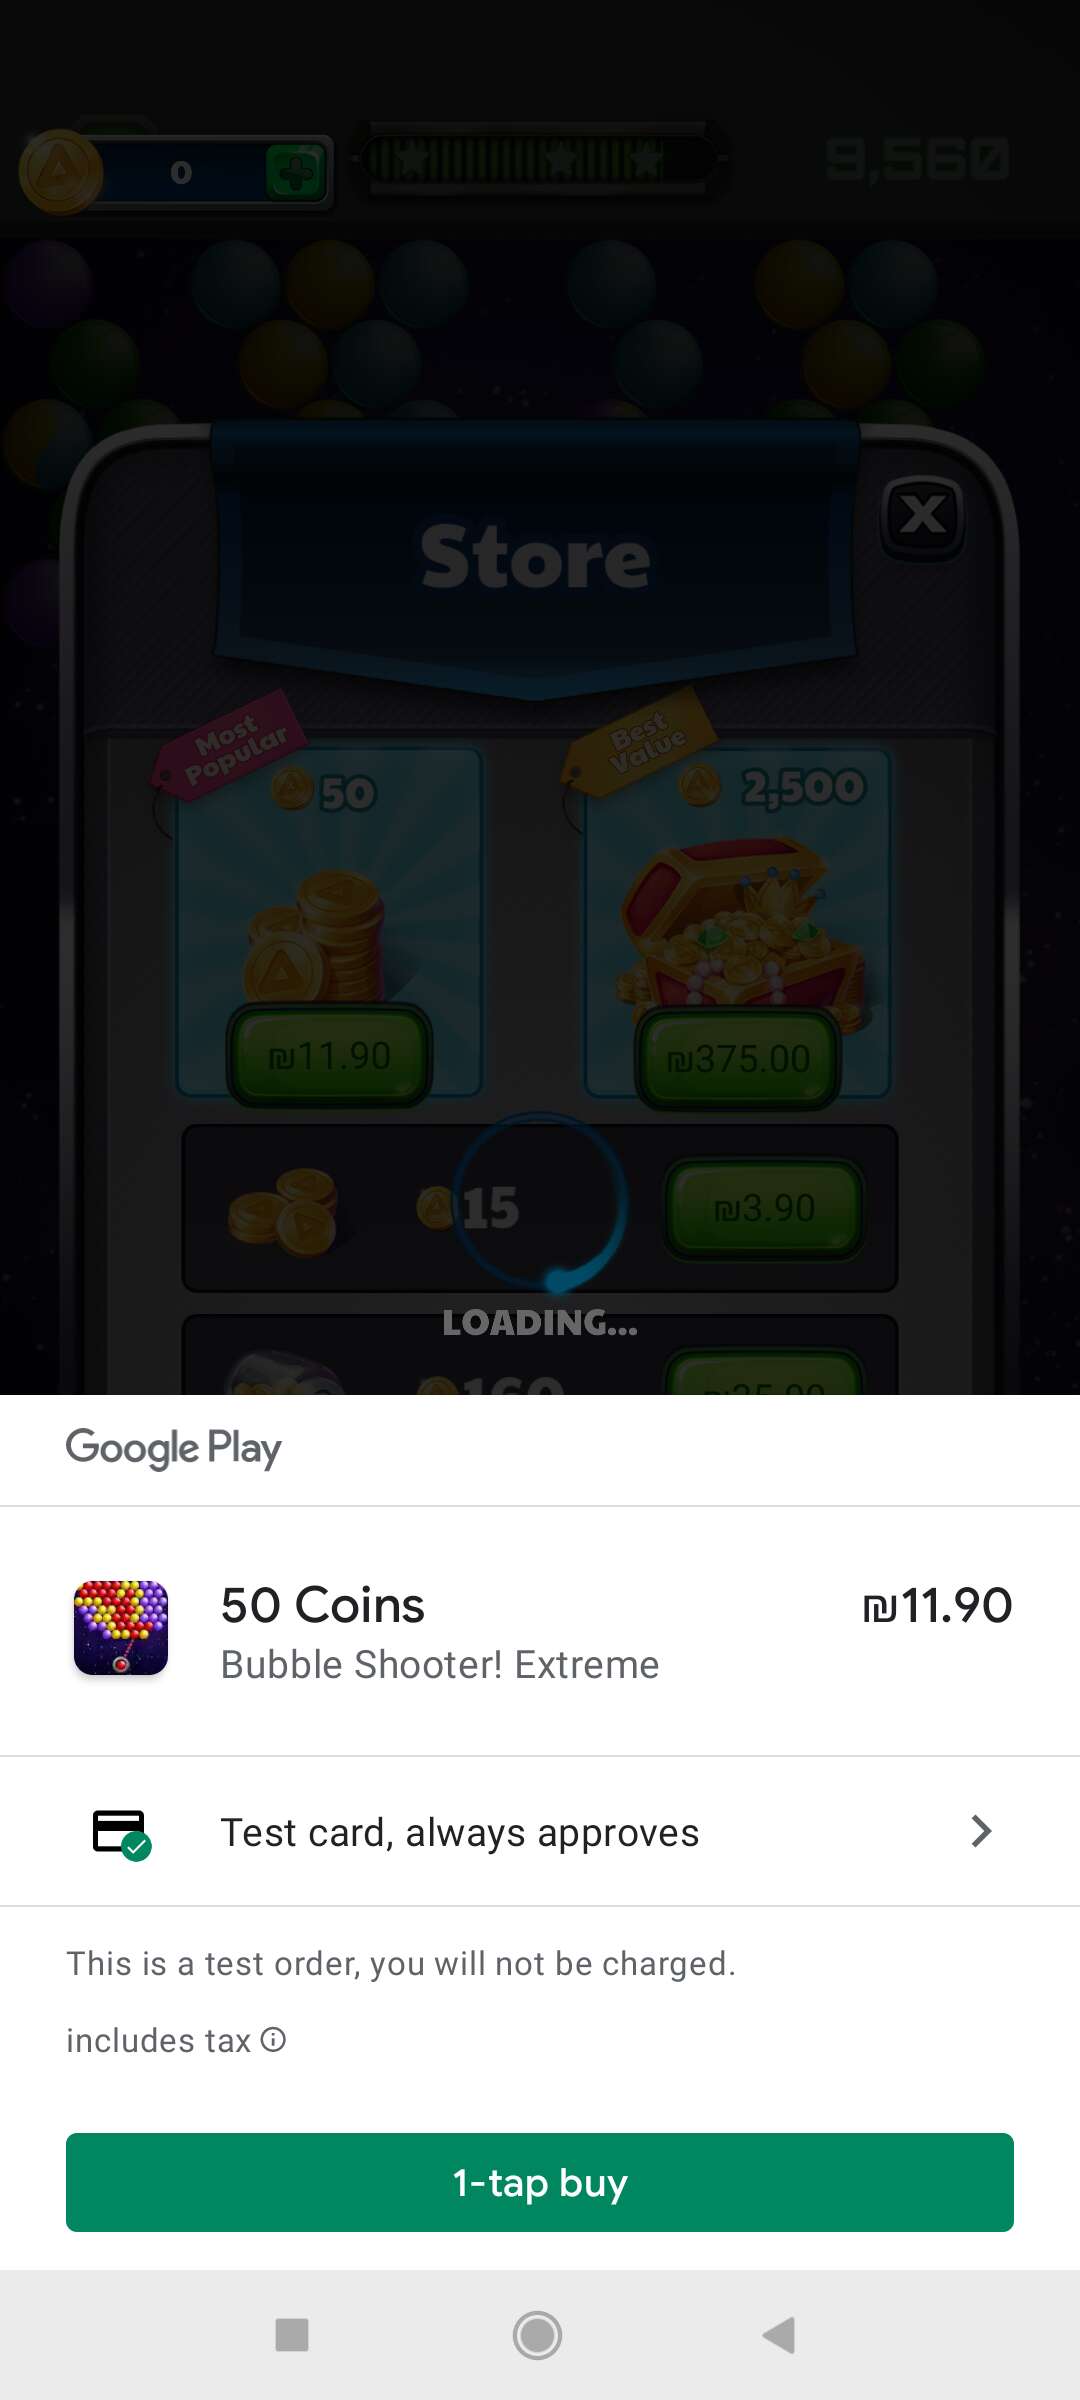 0
9,560
Store
Most
Popular
50
Best
Value
2,500
₪11.90
₪375.00
15
₪3.90
LOADING...
160
Google Play
50 Coins
₪11.90
Bubble Shooter! Extreme
Test card, always approves
This is a test order, you will not be charged.
includes tax
1-tap buy